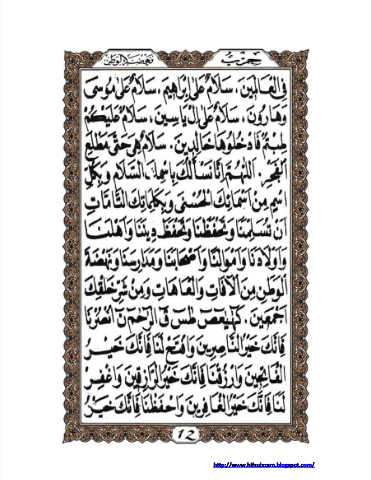 حزب نهضة الوطن
في العالمين، سلام على إبراهيم، سلام على موسى
وهارون، سلام على إل ياسين، سلام عليكم
طبتم فادخلوها خالدين. سلام هي حتى مطلع
الفجر. اللهم إنا نسألك باسمك السلام وبكل
اسم من أسمائك الحسنى وبكلماتك التامات
أن تسلمنا وتحفظنا وتحفظ ديننا وأهلنا
وأولادنا وأموالنا وأصحابنا ومدارسنا ونهضة
الوطن من الآفات والعاهات ومن شر خلقك
أجمعين. كهيعص طس ق الرحمن انصرنا
فإنك خير الناصرين وافتح لنا فإنك خير
الفاتحين وارزقنا فإنك خير الرازقين واغفر
لنا فإنك خير الغافرين واحفظنا فإنك خير
12
http://www.hithulzam.blogspot.com/